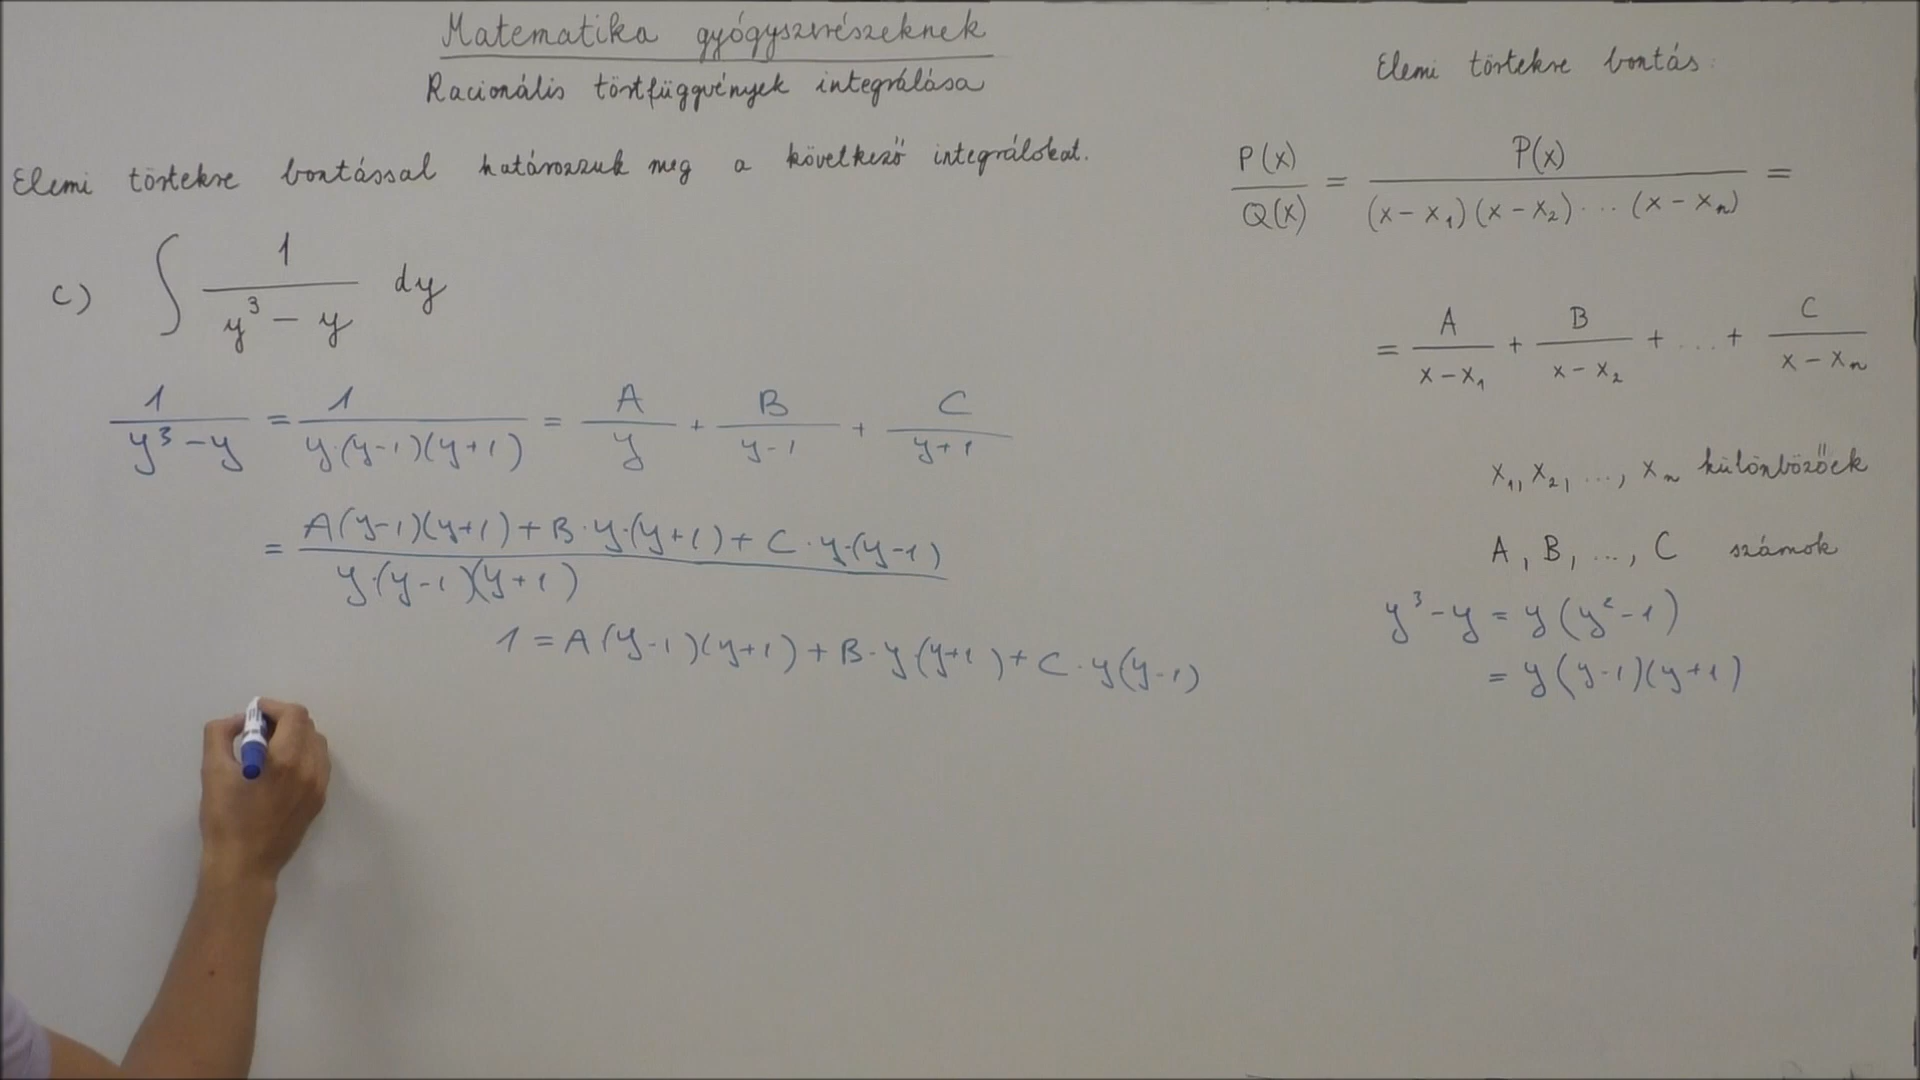 Matematika gyógyszerészeknek
Racionális törtfüggvények integrálása
Elemi törtekre bontással határozzuk meg a következő integrálokat.
c) ∫ 1/(y³ - y) dy
1/(y³ - y) = 1/(y·(y-1)(y+1)) = A/y + B/(y-1) + C/(y+1)
= (A(y-1)(y+1) + B·y·(y+1) + C·y·(y-1))/(y·(y-1)(y+1))
1 = A(y-1)(y+1) + B·y(y+1) + C·y(y-1)
Elemi törtekre bontás:
P(x)/Q(x) = P(x)/((x - x₁)(x - x₂)·...(x - xₙ)) =
= A/(x - x₁) + B/(x - x₂) + ... + C/(x - xₙ)
x₁, x₂, ..., xₙ különbözőek
A, B, ..., C számok
y³ - y = y(y² - 1)
= y(y-1)(y+1)